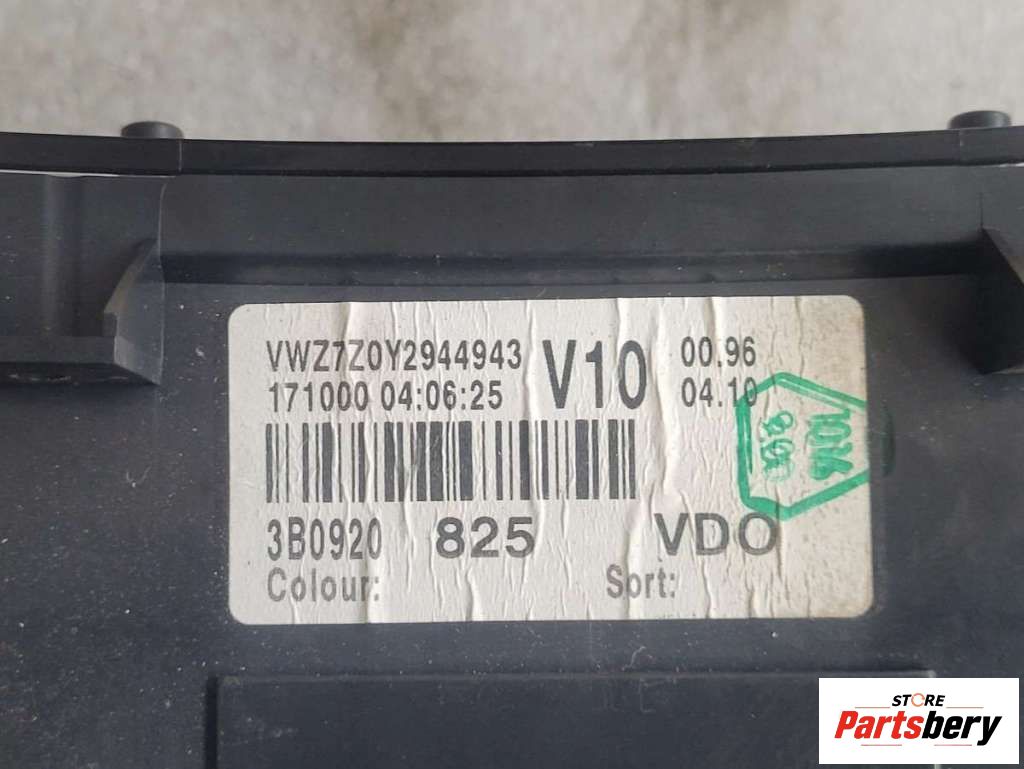 VWZ7Z0Y2944943 V10 00.96
171000 04:06:25 04.10
3B0920 825 VDO
Colour: Sort:
STORE
Partsbery